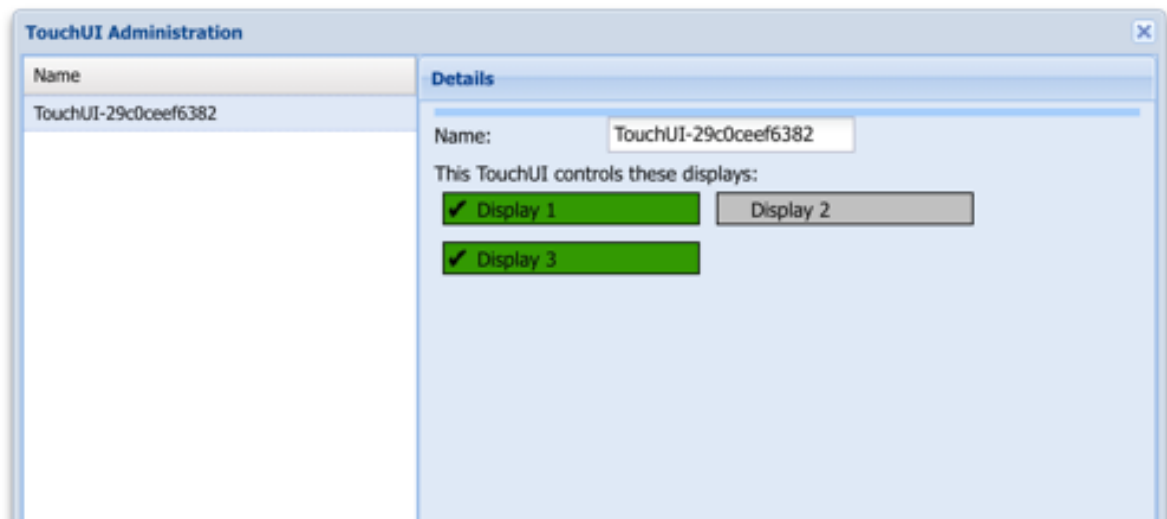 TouchUI Administration
Name
TouchUI-29c0ceef6382
Details
Name: TouchUI-29c0ceef6382
This TouchUI controls these displays:
✔ Display 1 Display 2
✔ Display 3